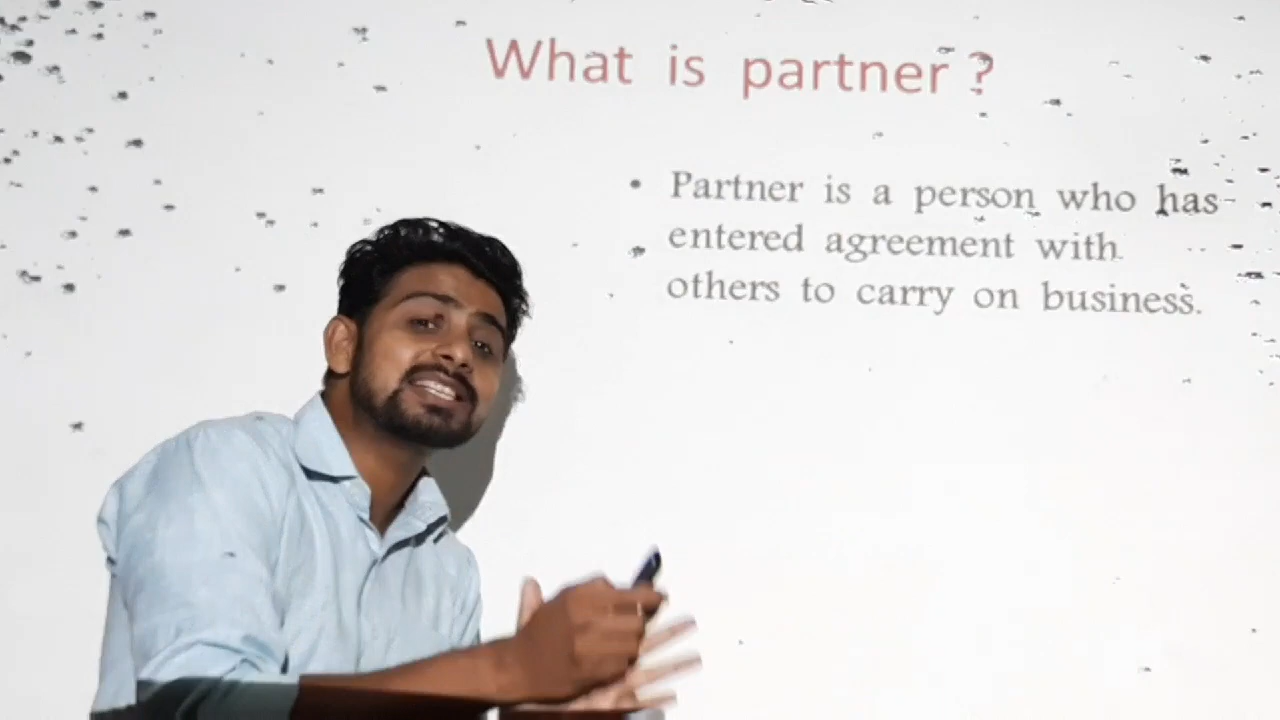 What is partner ?
• Partner is a person who has
entered agreement with
others to carry on business.